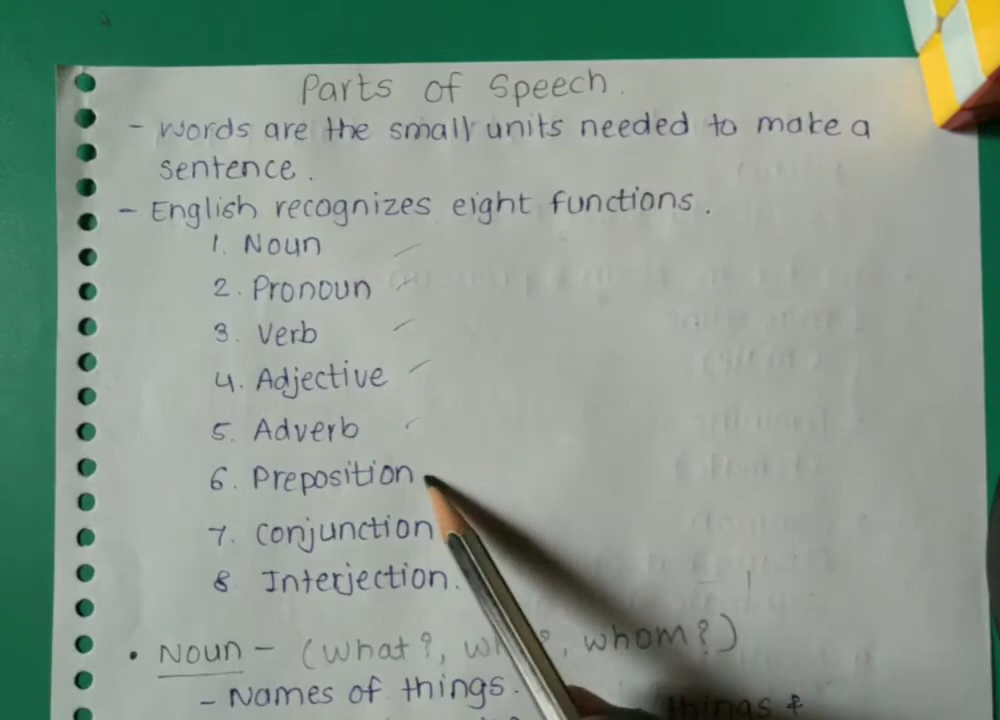 Parts of Speech.
- Words are the small units needed to make a
sentence.
- English recognizes eight functions.
1. Noun
2. Pronoun
3. Verb
4. Adjective
5. Adverb
6. Preposition
7. Conjunction
8 Interjection.
• Noun - (What?, whom?)
- Names of things. things &